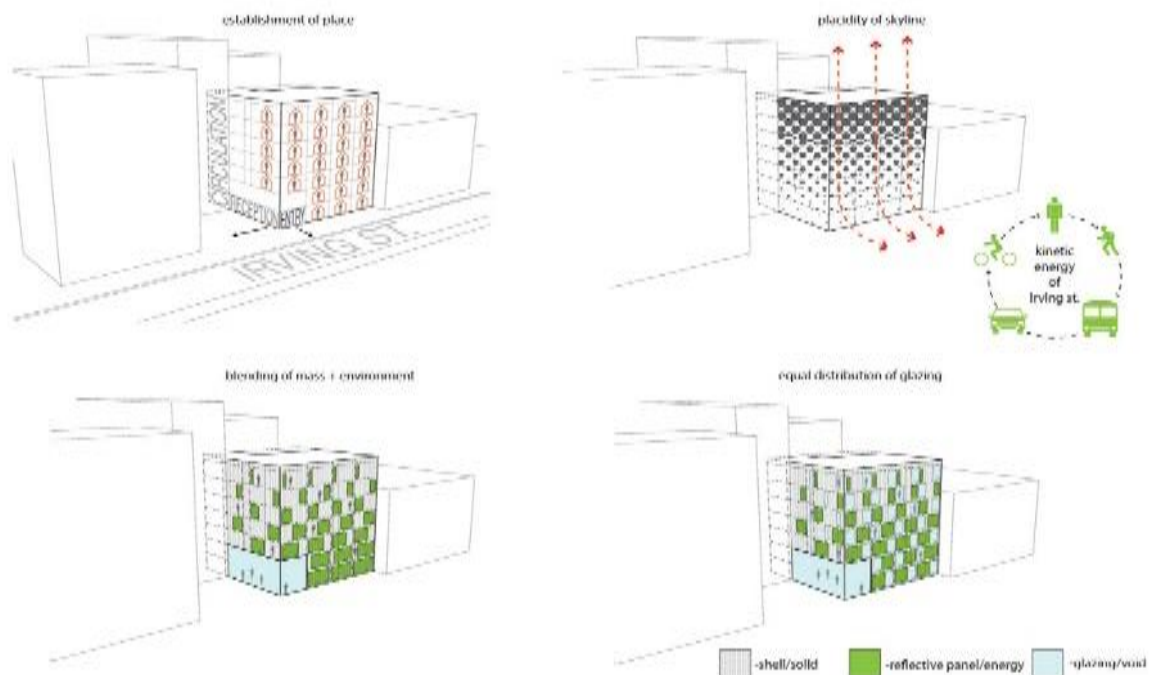 establishment of place
placidity of skyline
CIRCULATION
RECEPTION
ENTRY
IRVING ST.
kinetic
energy
of
irving st.
blending of mass + environment
equal distribution of glazing
-shell/solid
-reflective panel/energy
-glazing/void